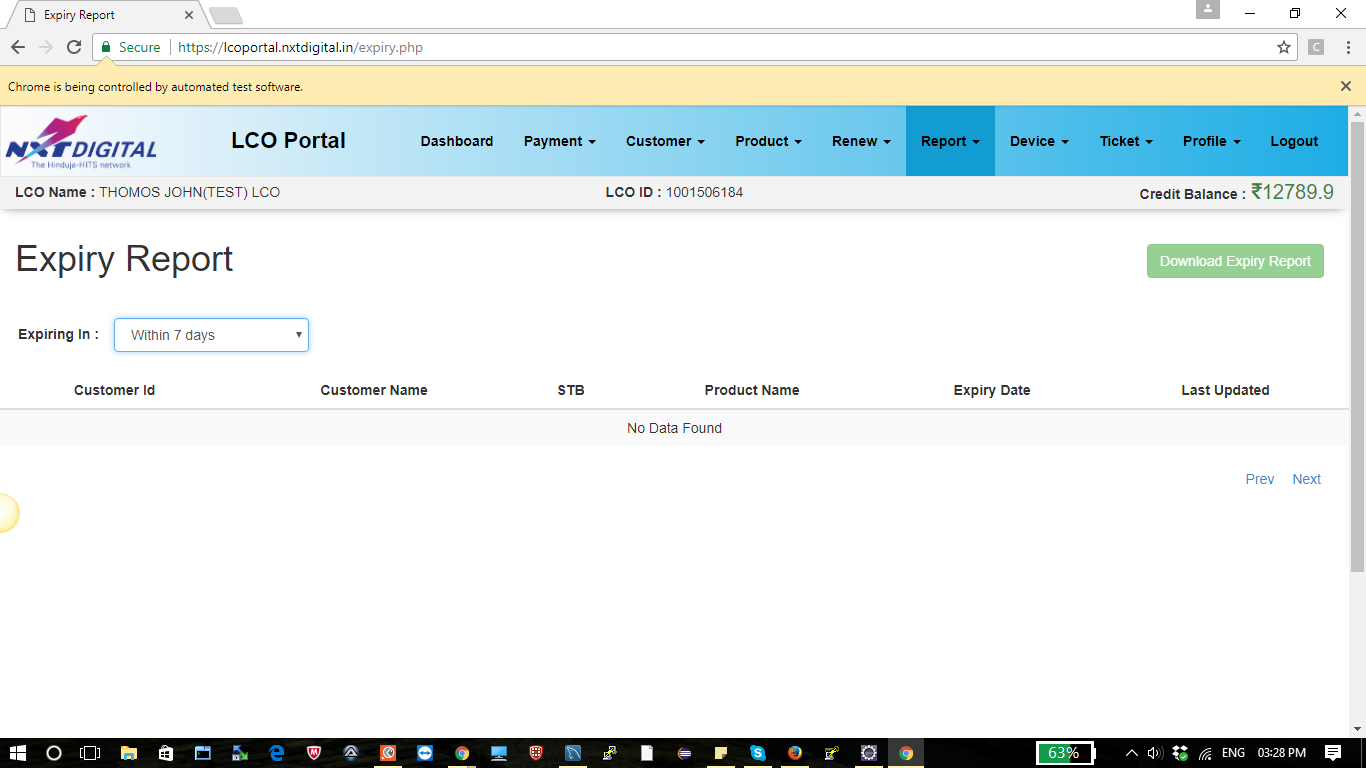 Expiry Report
Secure https://lcoportal.nxtdigital.in/expiry.php
C
Chrome is being controlled by automated test software.
NXTDIGITAL
The Hinduja-HITS network
LCO Portal Dashboard Payment Customer Product Renew Report Device Ticket Profile Logout
LCO Name : THOMOS JOHN(TEST) LCO LCO ID : 1001506184 Credit Balance : ₹12789.9
Expiry Report Download Expiry Report
Expiring In : Within 7 days
Customer Id Customer Name STB Product Name Expiry Date Last Updated
No Data Found
Prev Next
63% ENG 03:28 PM